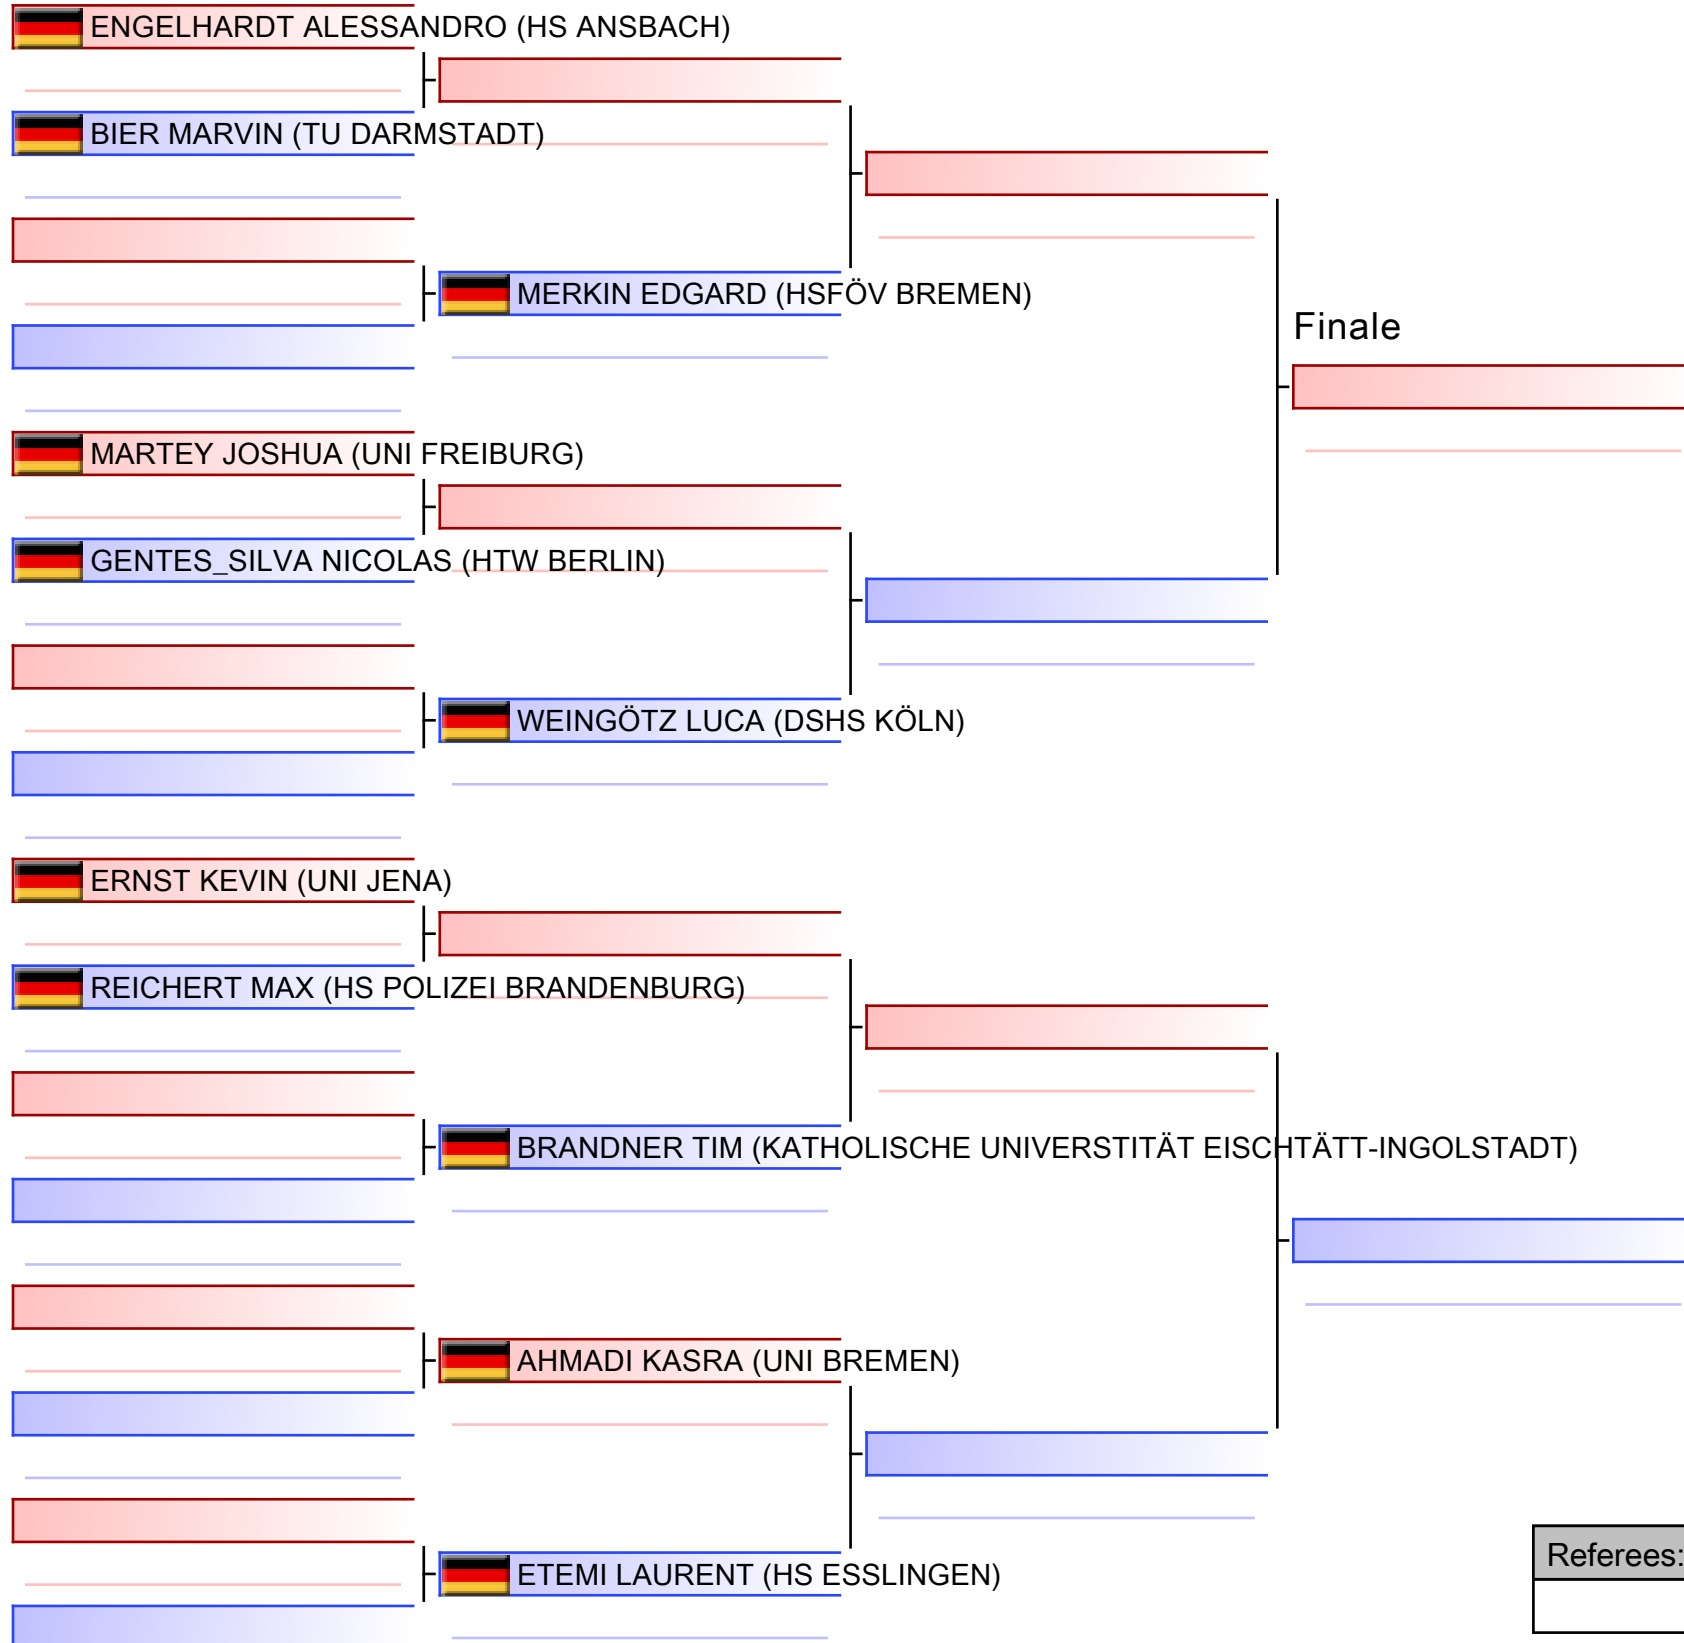 ENGELHARDT ALESSANDRO (HS ANSBACH)
BIER MARVIN (TU DARMSTADT)
MERKIN EDGARD (HSFÖV BREMEN)
Finale
MARTEY JOSHUA (UNI FREIBURG)
GENTES_SILVA NICOLAS (HTW BERLIN)
WEINGÖTZ LUCA (DSHS KÖLN)
ERNST KEVIN (UNI JENA)
REICHERT MAX (HS POLIZEI BRANDENBURG)
BRANDNER TIM (KATHOLISCHE UNIVERSTITÄT EISCHTÄTT-INGOLSTADT)
AHMADI KASRA (UNI BREMEN)
ETEMI LAURENT (HS ESSLINGEN)
Referees: